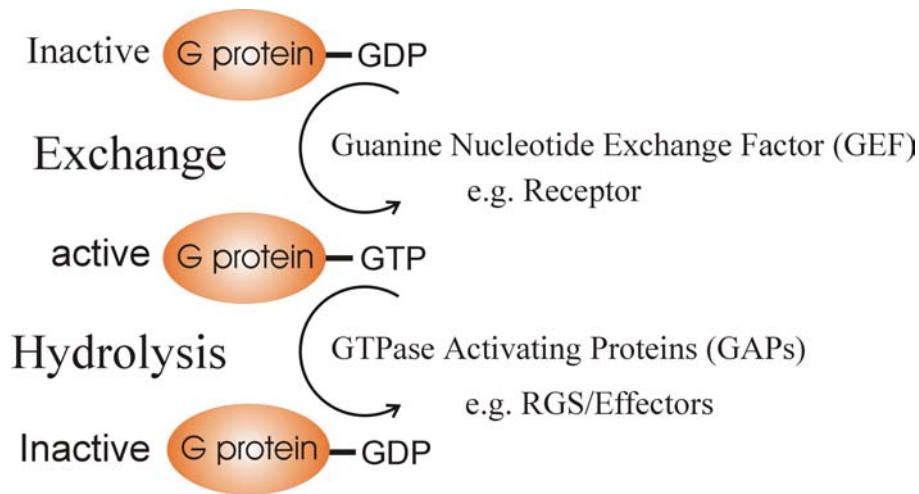 Inactive G protein GDP
Exchange
Guanine Nucleotide Exchange Factor (GEF)
e.g. Receptor
active G protein GTP
Hydrolysis
GTPase Activating Proteins (GAPs)
e.g. RGS/Effectors
Inactive G protein GDP